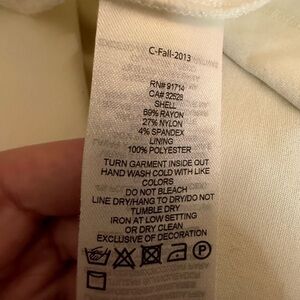 C-Fall-2013
RN# 91714
CA# 32528
SHELL
69% RAYON
27% NYLON
4% SPANDEX
LINING
100% POLYESTER
TURN GARMENT INSIDE OUT
HAND WASH COLD WITH LIKE
COLORS
DO NOT BLEACH
LINE DRY/HANG TO DRY/DO NOT
TUMBLE DRY
IRON AT LOW SETTING
OR DRY CLEAN
EXCLUSIVE OF DECORATION
P